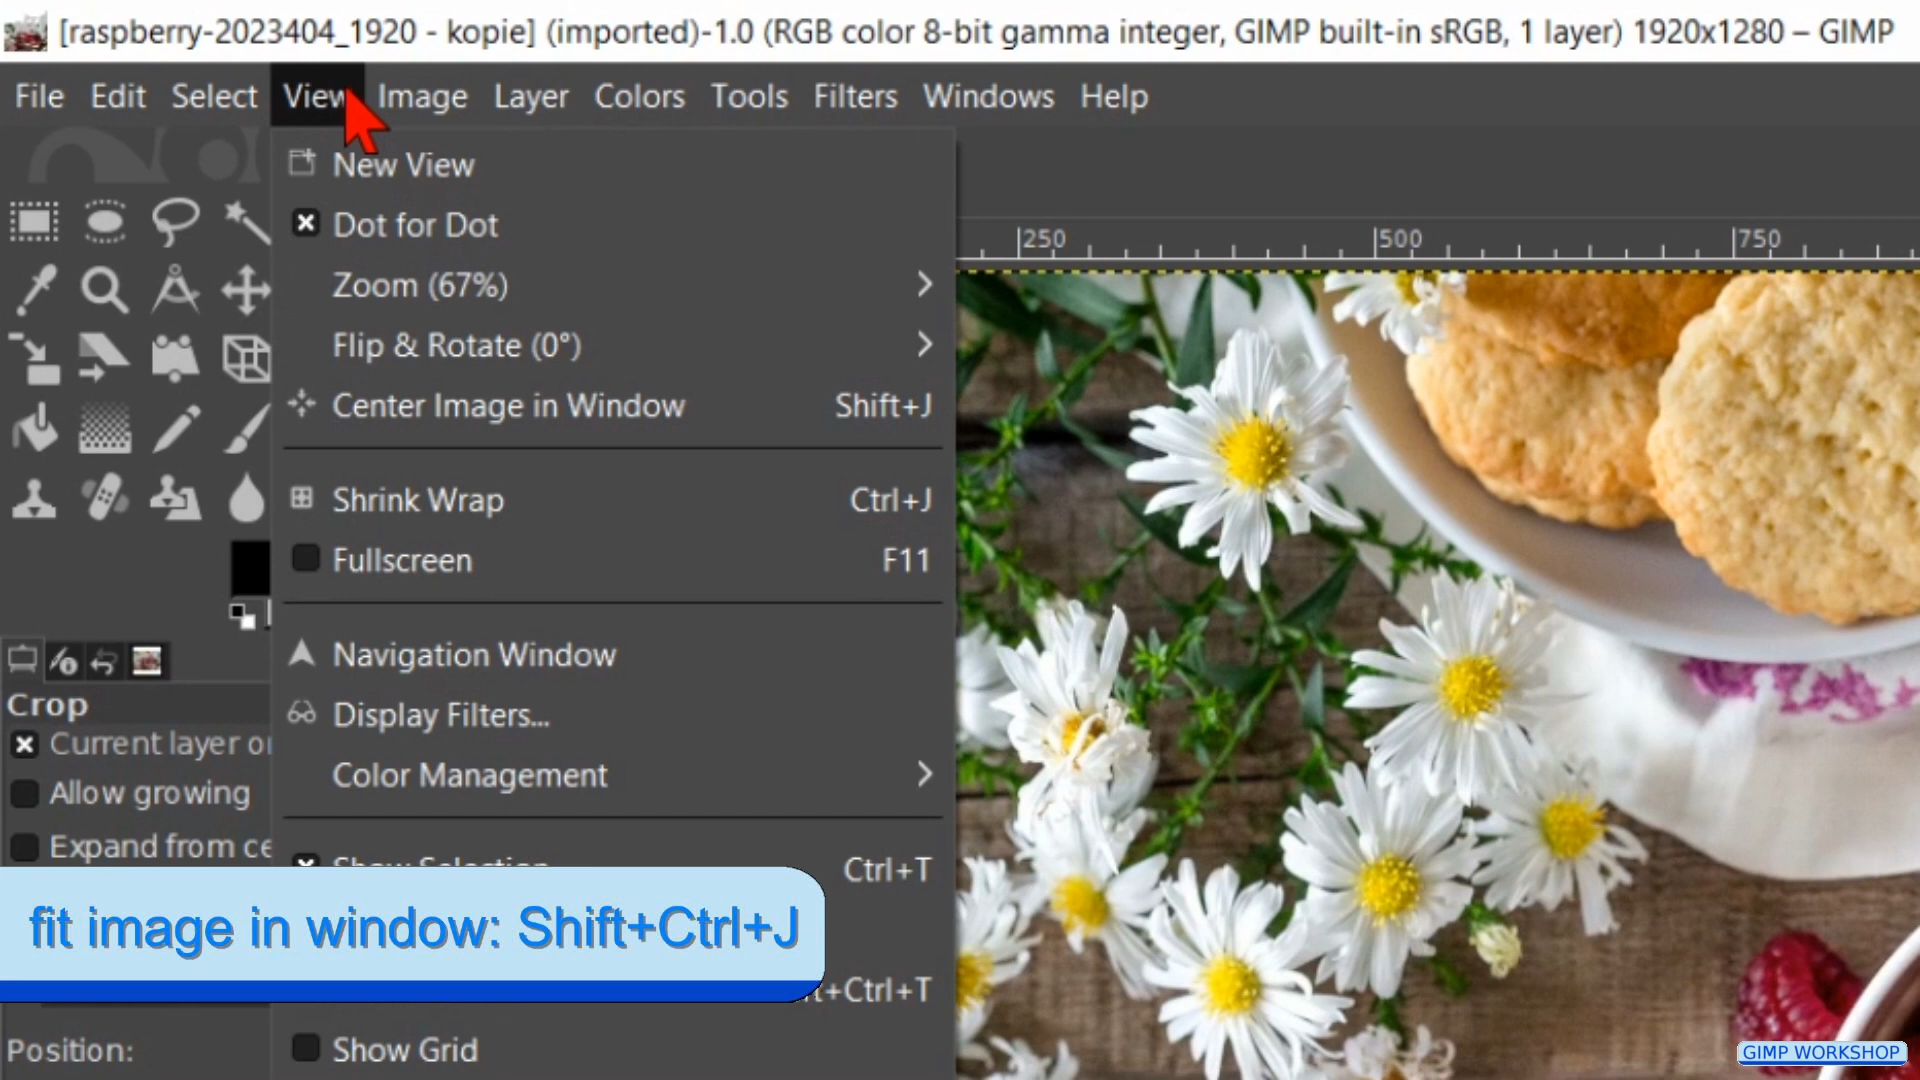 [raspberry-2023404_1920 - kopie] (imported)-1.0 (RGB color 8-bit gamma integer, GIMP built-in sRGB, 1 layer) 1920x1280 – GIMP
File Edit Select View Image Layer Colors Tools Filters Windows Help
New View
Dot for Dot
Zoom (67%)
Flip & Rotate (0°)
Center Image in Window Shift+J
Shrink Wrap Ctrl+J
Fullscreen F11
Navigation Window
Display Filters...
Color Management
Show Selection Ctrl+T
t+Ctrl+T
Show Grid
250 500 750
Crop
Current layer or
Allow growing
Expand from ce
Position:
fit image in window: Shift+Ctrl+J
GIMP WORKSHOP